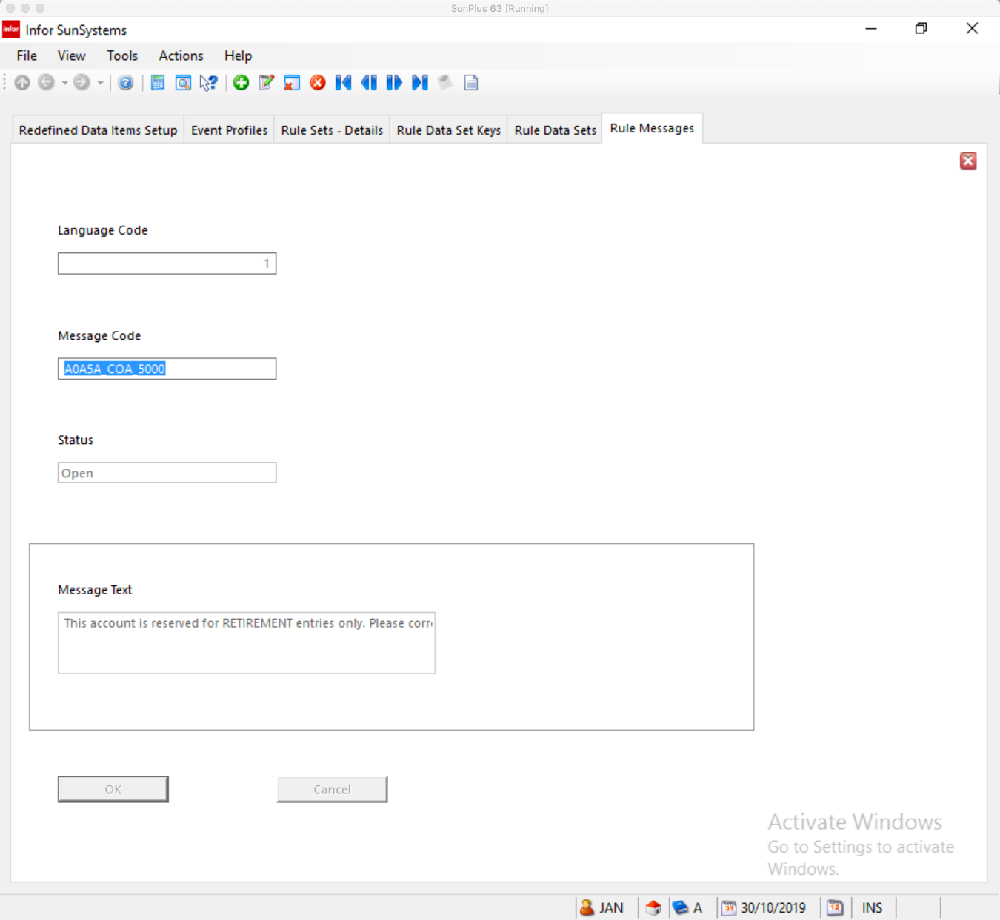 SunPlus 63 [Running]
infor Infor SunSystems
File View Tools Actions Help
Redefined Data Items Setup Event Profiles Rule Sets - Details Rule Data Set Keys Rule Data Sets Rule Messages
Language Code
1
Message Code
A0A5A_COA_5000
Status
Open
Message Text
This account is reserved for RETIREMENT entries only. Please corre
OK Cancel
Activate Windows
Go to Settings to activate
Windows.
JAN A 31 30/10/2019 12 INS